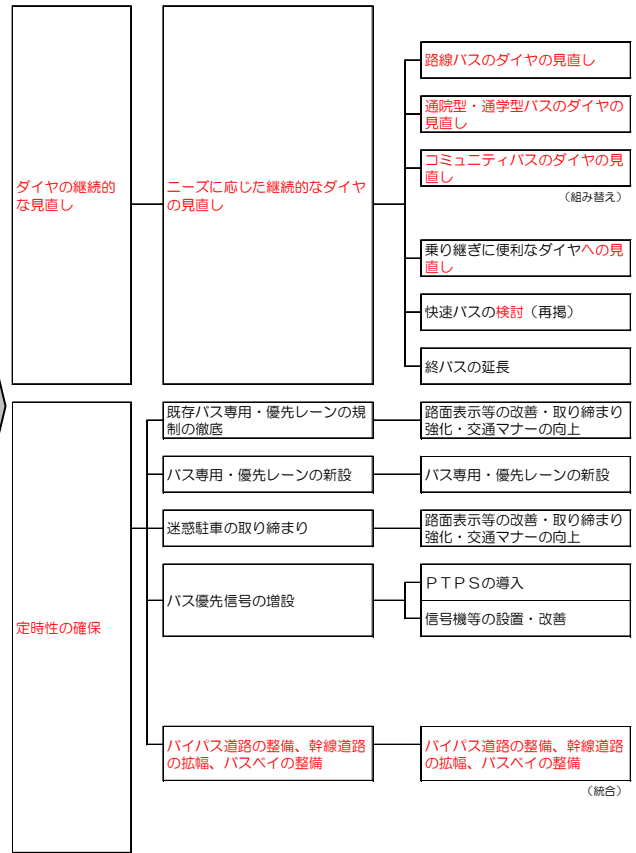 ダイヤの継続的
な見直し
ニーズに応じた継続的なダイヤ
の見直し
路線バスのダイヤの見直し
通院型・通学型バスのダイヤの
見直し
コミュニティバスのダイヤの見
直し
（組み替え）
乗り継ぎに便利なダイヤへの見
直し
快速バスの検討（再掲）
終バスの延長
定時性の確保
既存バス専用・優先レーンの規
制の徹底
路面表示等の改善・取り締まり
強化・交通マナーの向上
バス専用・優先レーンの新設
バス専用・優先レーンの新設
迷惑駐車の取り締まり
路面表示等の改善・取り締まり
強化・交通マナーの向上
バス優先信号の増設
ＰＴＰＳの導入
信号機等の設置・改善
バイパス道路の整備、幹線道路
の拡幅、バスベイの整備
バイパス道路の整備、幹線道路
の拡幅、バスベイの整備
（統合）